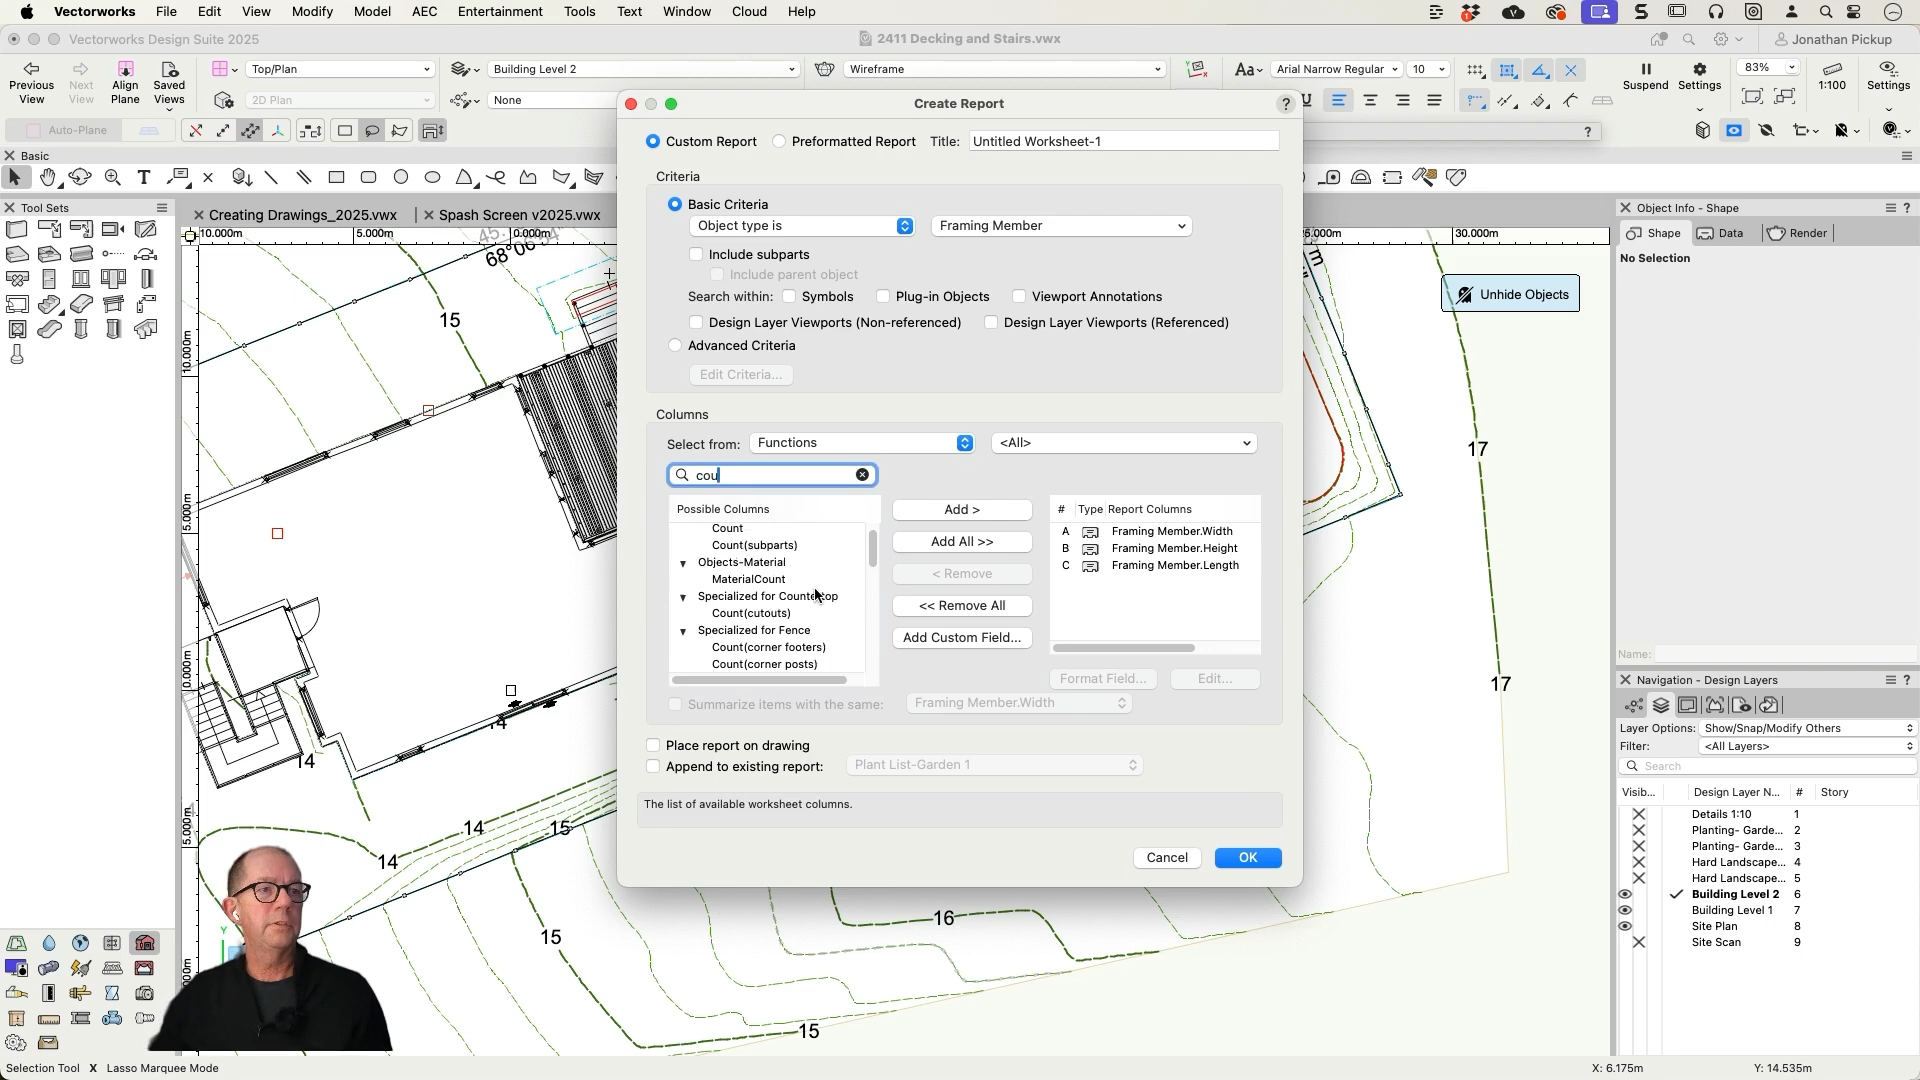 Vectorworks File Edit View Modify Model AEC Entertainment Tools Text Window Cloud Help
Vectorworks Design Suite 2025
2411 Decking and Stairs.vwx
Jonathan Pickup
Previous View
Next View
Align Plane
Saved Views
Top/Plan
2D Plan
Building Level 2
None
Wireframe
Aa
Arial Narrow Regular
10
U
Suspend
Settings
83%
1:100
Settings
Auto-Plane
Basic
Tool Sets
Creating Drawings_2025.vwx
Spash Screen v2025.vwx
10.000m
5.000m
0.000m
30.000m
10.000m
5.000m
0.000m
5.000m
15
14
14
14
14
15
15
15
16
17
17
17
Create Report
?
Custom Report
Preformatted Report
Title: Untitled Worksheet-1
Criteria
Basic Criteria
Object type is
Framing Member
Include subparts
Include parent object
Search within: Symbols Plug-in Objects Viewport Annotations
Design Layer Viewports (Non-referenced) Design Layer Viewports (Referenced)
Advanced Criteria
Edit Criteria...
Columns
Select from: Functions <All>
cou
Possible Columns
Count
Count(subparts)
Objects-Material
MaterialCount
Specialized for Countertop
Count(cutouts)
Specialized for Fence
Count(corner footers)
Count(corner posts)
Add >
Add All >>
< Remove
<< Remove All
Add Custom Field...
# Type Report Columns
A Framing Member.Width
B Framing Member.Height
C Framing Member.Length
Format Field...
Edit...
Summarize items with the same: Framing Member.Width
Place report on drawing
Append to existing report: Plant List-Garden 1
The list of available worksheet columns.
Cancel
OK
Object Info - Shape
?
Shape
Data
Render
No Selection
Unhide Objects
Name:
Navigation - Design Layers
?
Layer Options: Show/Snap/Modify Others
Filter: <All Layers>
Search
Visib... Design Layer N... # Story
Details 1:10 1
Planting- Garde... 2
Planting- Garde... 3
Hard Landscape... 4
Hard Landscape... 5
Building Level 2 6
Building Level 1 7
Site Plan 8
Site Scan 9
Selection Tool X Lasso Marquee Mode
X: 6.175m
Y: 14.535m